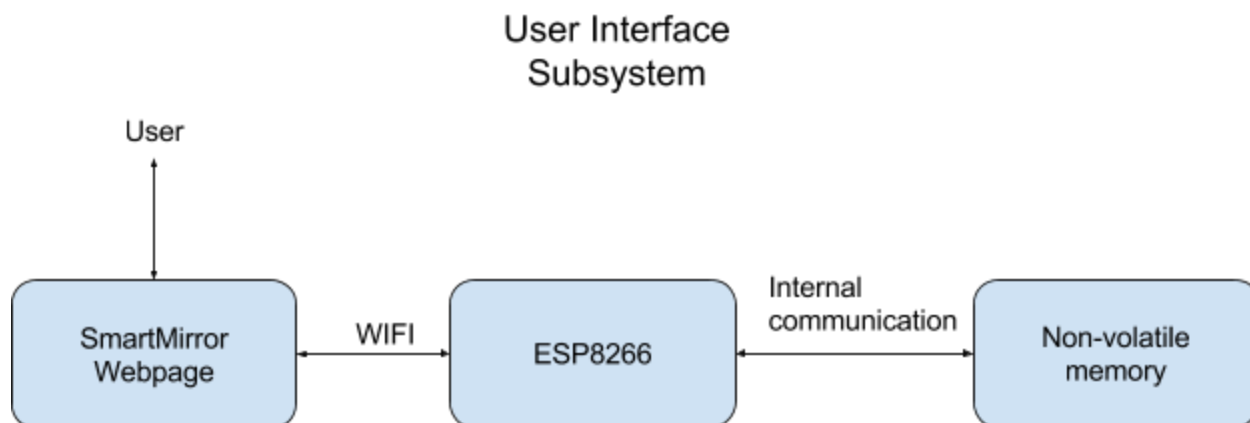 User Interface
Subsystem
User
SmartMirror
Webpage
WIFI
ESP8266
Internal
communication
Non-volatile
memory